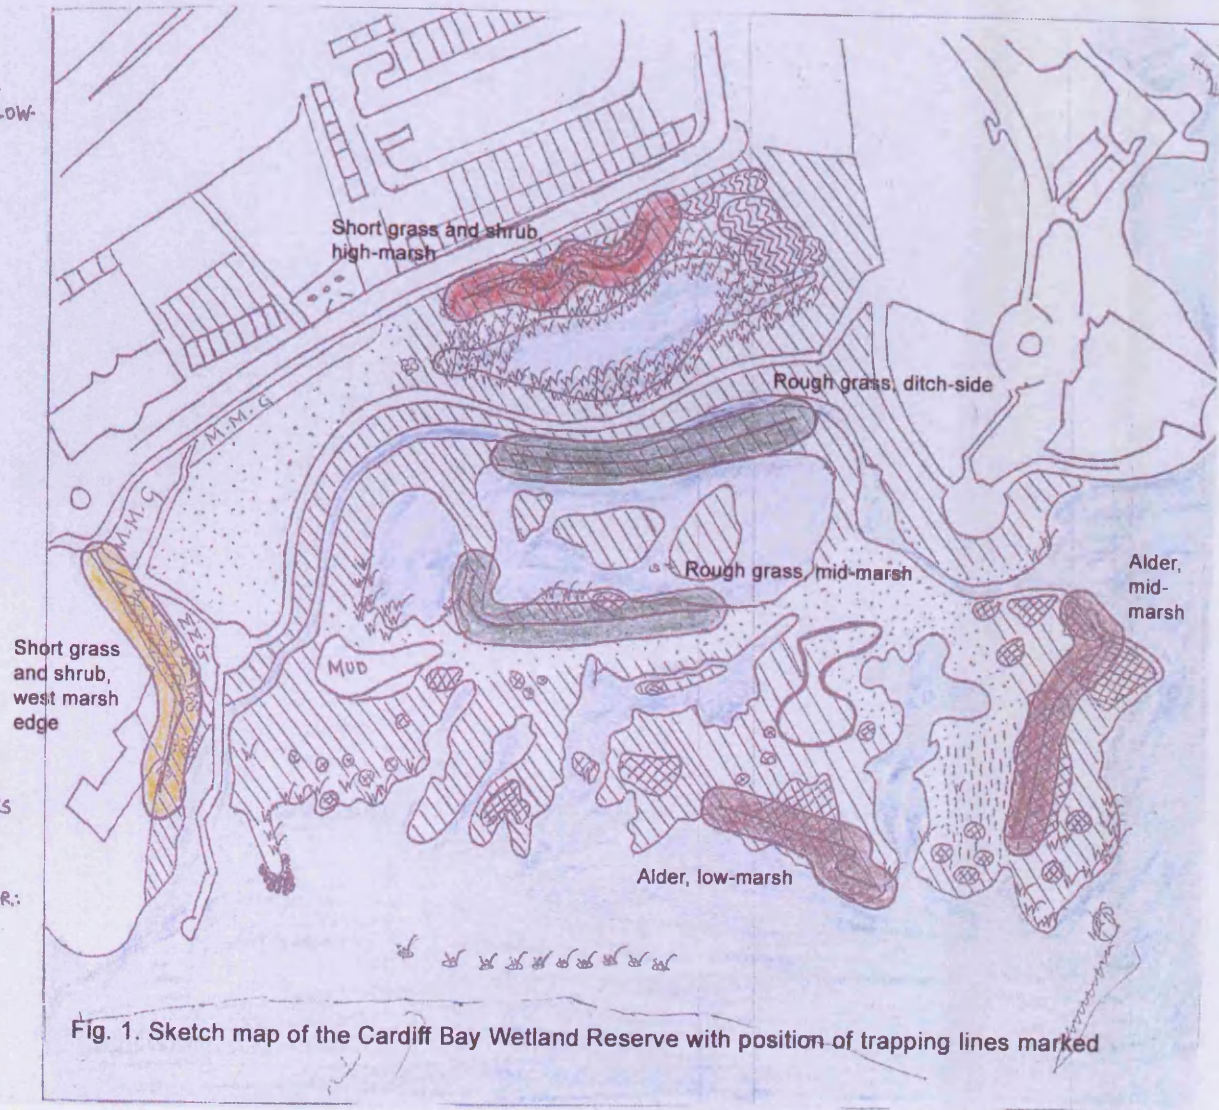 LOW-
Short grass and shrub,
high-marsh
Rough grass, ditch-side
M.M.G
M.M.G
Rough grass, mid-marsh
Alder,
mid-
marsh
MUD
Short grass
and shrub,
west marsh
edge
Alder, low-marsh
R.:
Fig. 1. Sketch map of the Cardiff Bay Wetland Reserve with position of trapping lines marked